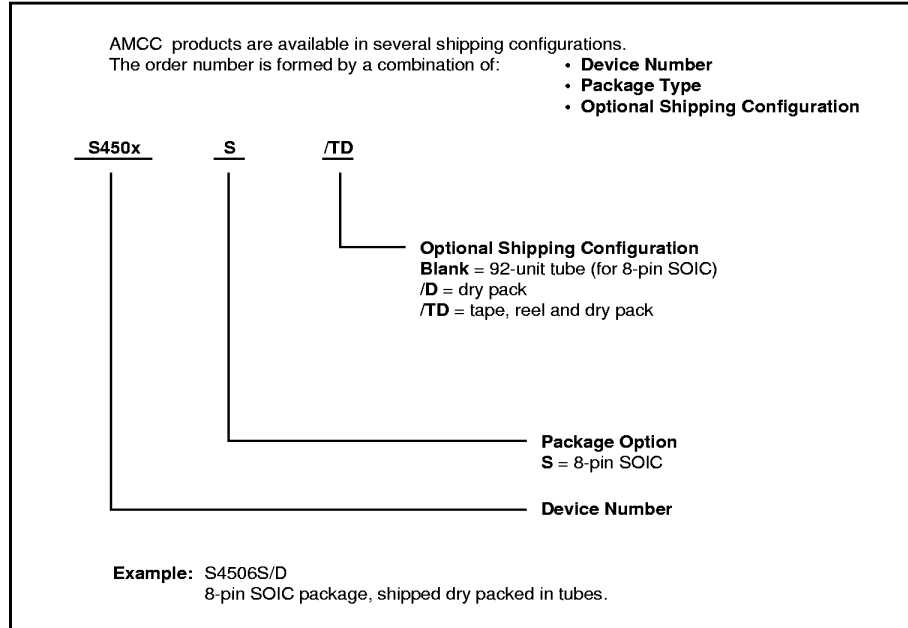 AMCC products are available in several shipping configurations.
The order number is formed by a combination of:
• Device Number
• Package Type
• Optional Shipping Configuration
S450x S /TD
Optional Shipping Configuration
Blank = 92-unit tube (for 8-pin SOIC)
/D = dry pack
/TD = tape, reel and dry pack
Package Option
S = 8-pin SOIC
Device Number
Example: S4506S/D
8-pin SOIC package, shipped dry packed in tubes.